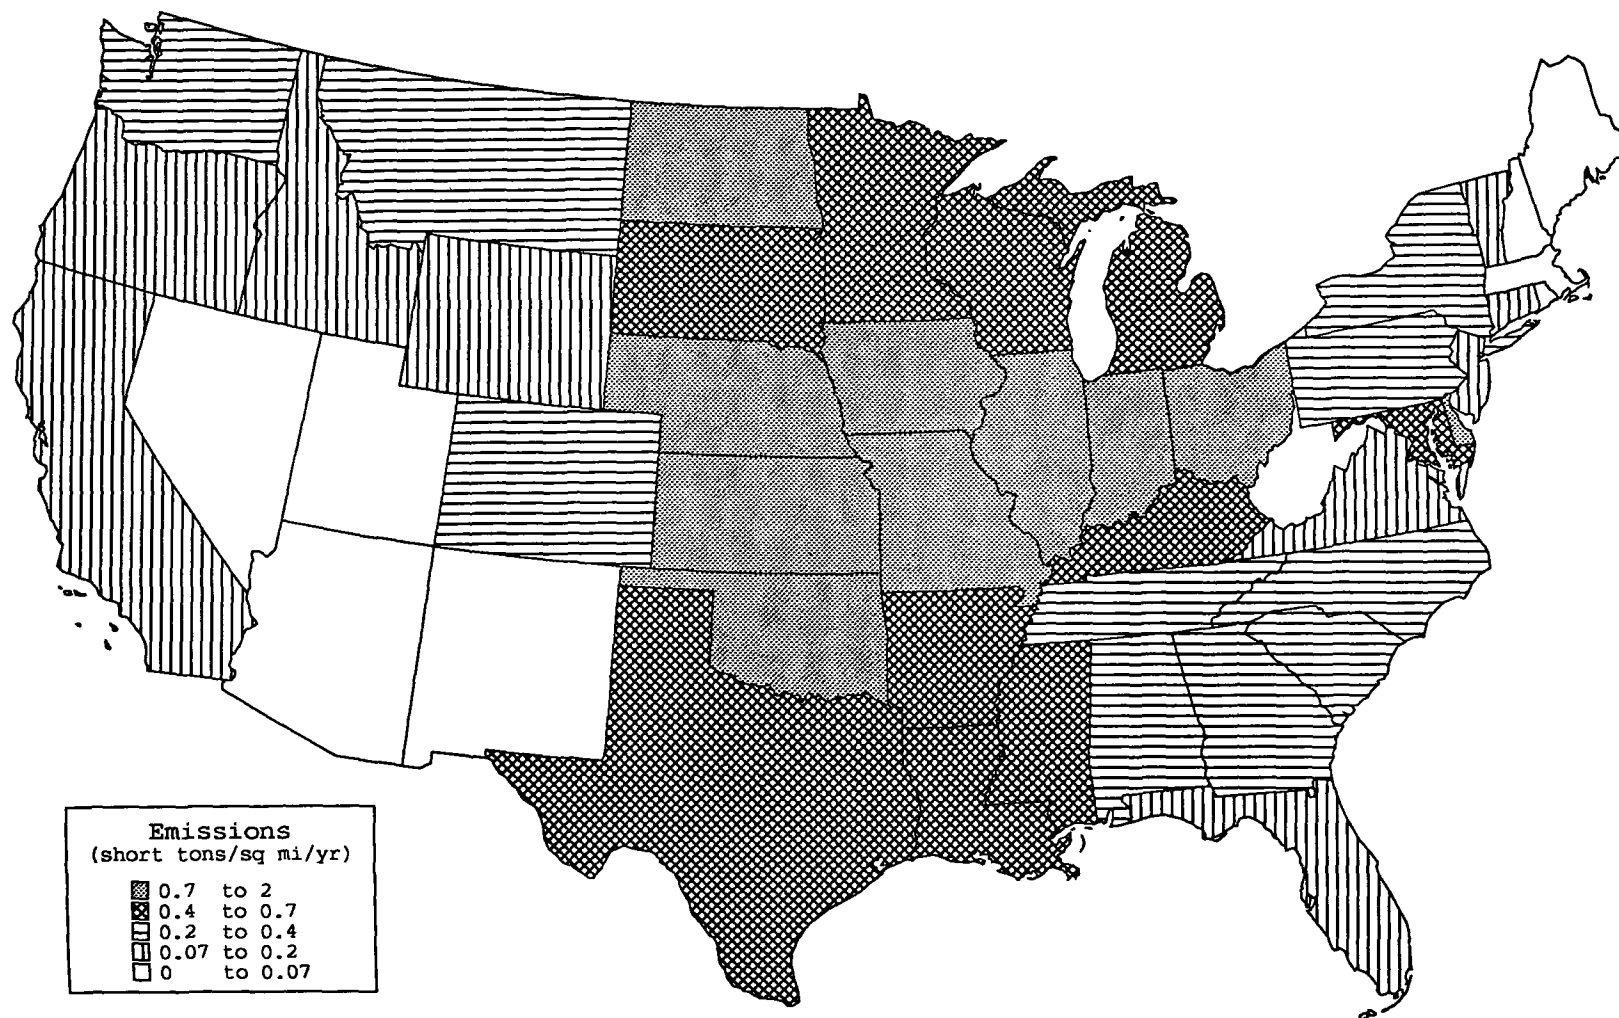 Emissions
(short tons/sq mi/yr)
0.7 to 2
0.4 to 0.7
0.2 to 0.4
0.07 to 0.2
0 to 0.07